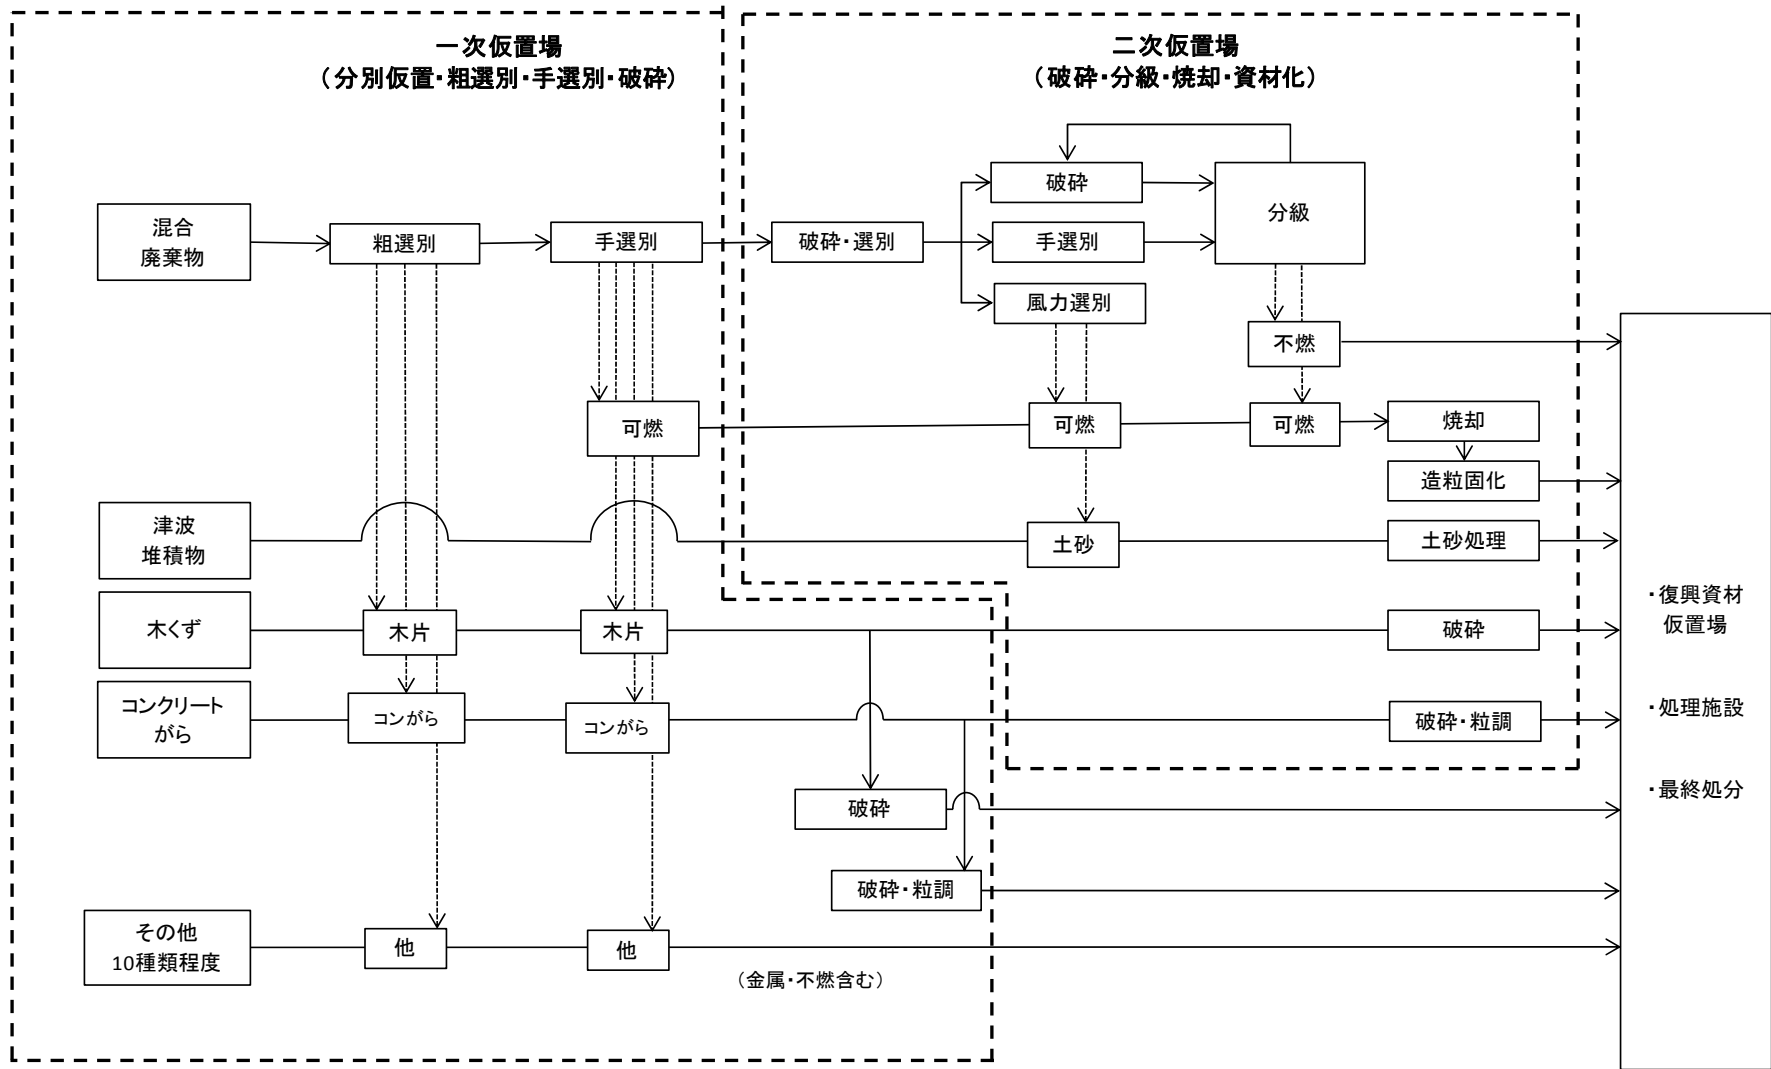 一次仮置場
（分別仮置・粗選別・手選別・破砕）
二次仮置場
（破砕・分級・焼却・資材化）
混合
廃棄物
粗選別
手選別
破砕・選別
破砕
手選別
風力選別
分級
不燃
可燃
可燃
可燃
焼却
造粒固化
津波
堆積物
土砂
土砂処理
木くず
木片
木片
破砕
コンクリート
がら
コンがら
コンがら
破砕・粒調
破砕
破砕・粒調
その他
10種類程度
他
他
（金属・不燃含む）
・復興資材
仮置場
・処理施設
・最終処分